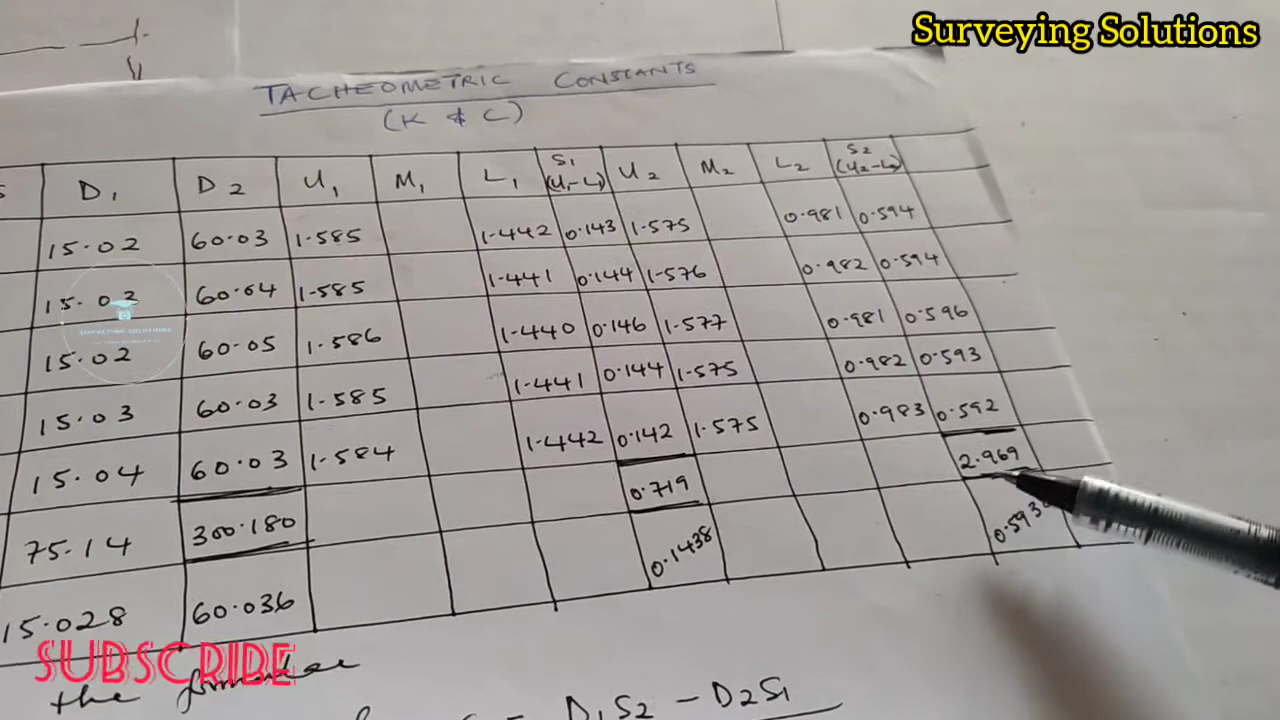 Surveying Solutions
TACHEOMETRIC CONSTANTS
(K & C)
S D1 D2 U1 M1 L1 S1 (U1-L1) U2 M2 L2 S2 (U2-L2)
15.02 60.03 1.585 1.442 0.143 1.575 0.981 0.594
15.02 60.04 1.585 1.441 0.144 1.576 0.982 0.594
15.02 60.05 1.586 1.440 0.146 1.577 0.981 0.596
15.03 60.03 1.585 1.441 0.144 1.575 0.982 0.593
15.04 60.03 1.584 1.442 0.142 1.575 0.983 0.592
75.14 300.180 0.719 2.969
15.028 60.036 0.1438 0.593
SURVEYING SOLUTIONS
SUBSCRIBE
the formulae
= D1S2 - D2S1